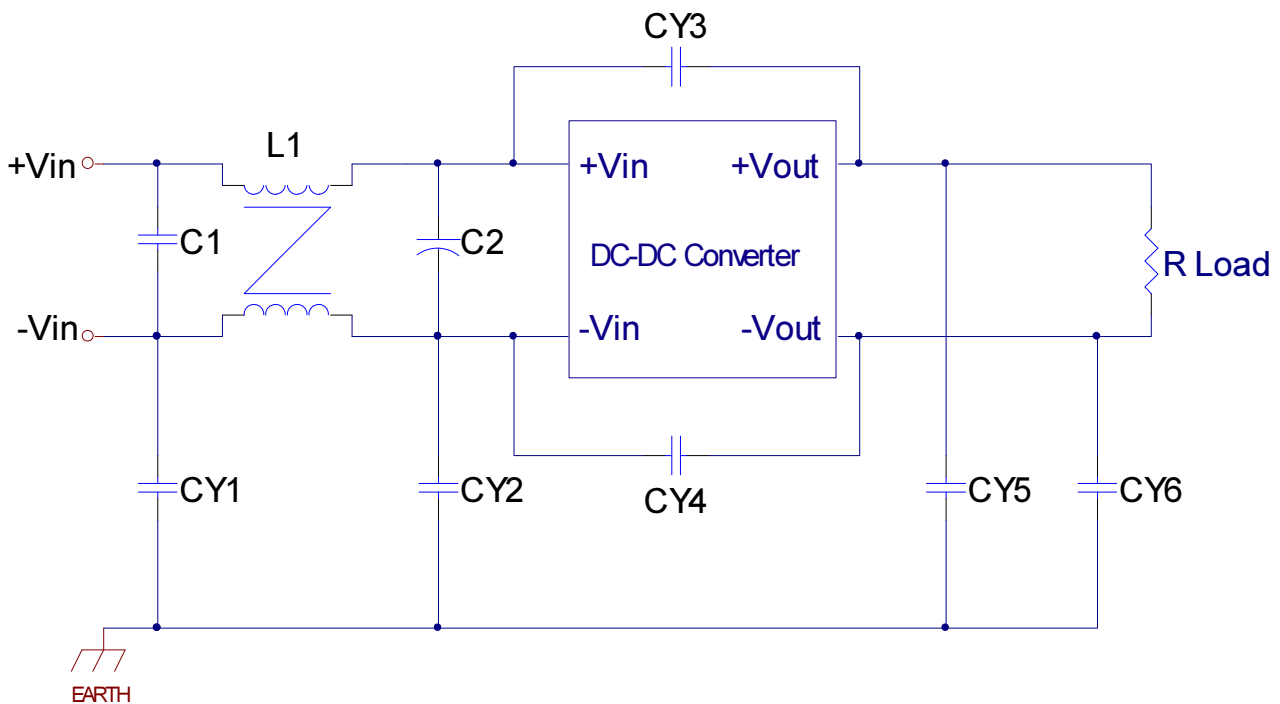 CY3
L1
+Vin
+Vin
+Vout
C1
C2
DC-DC Converter
R Load
-Vin
-Vin
-Vout
CY1
CY2
CY4
CY5
CY6
EARTH